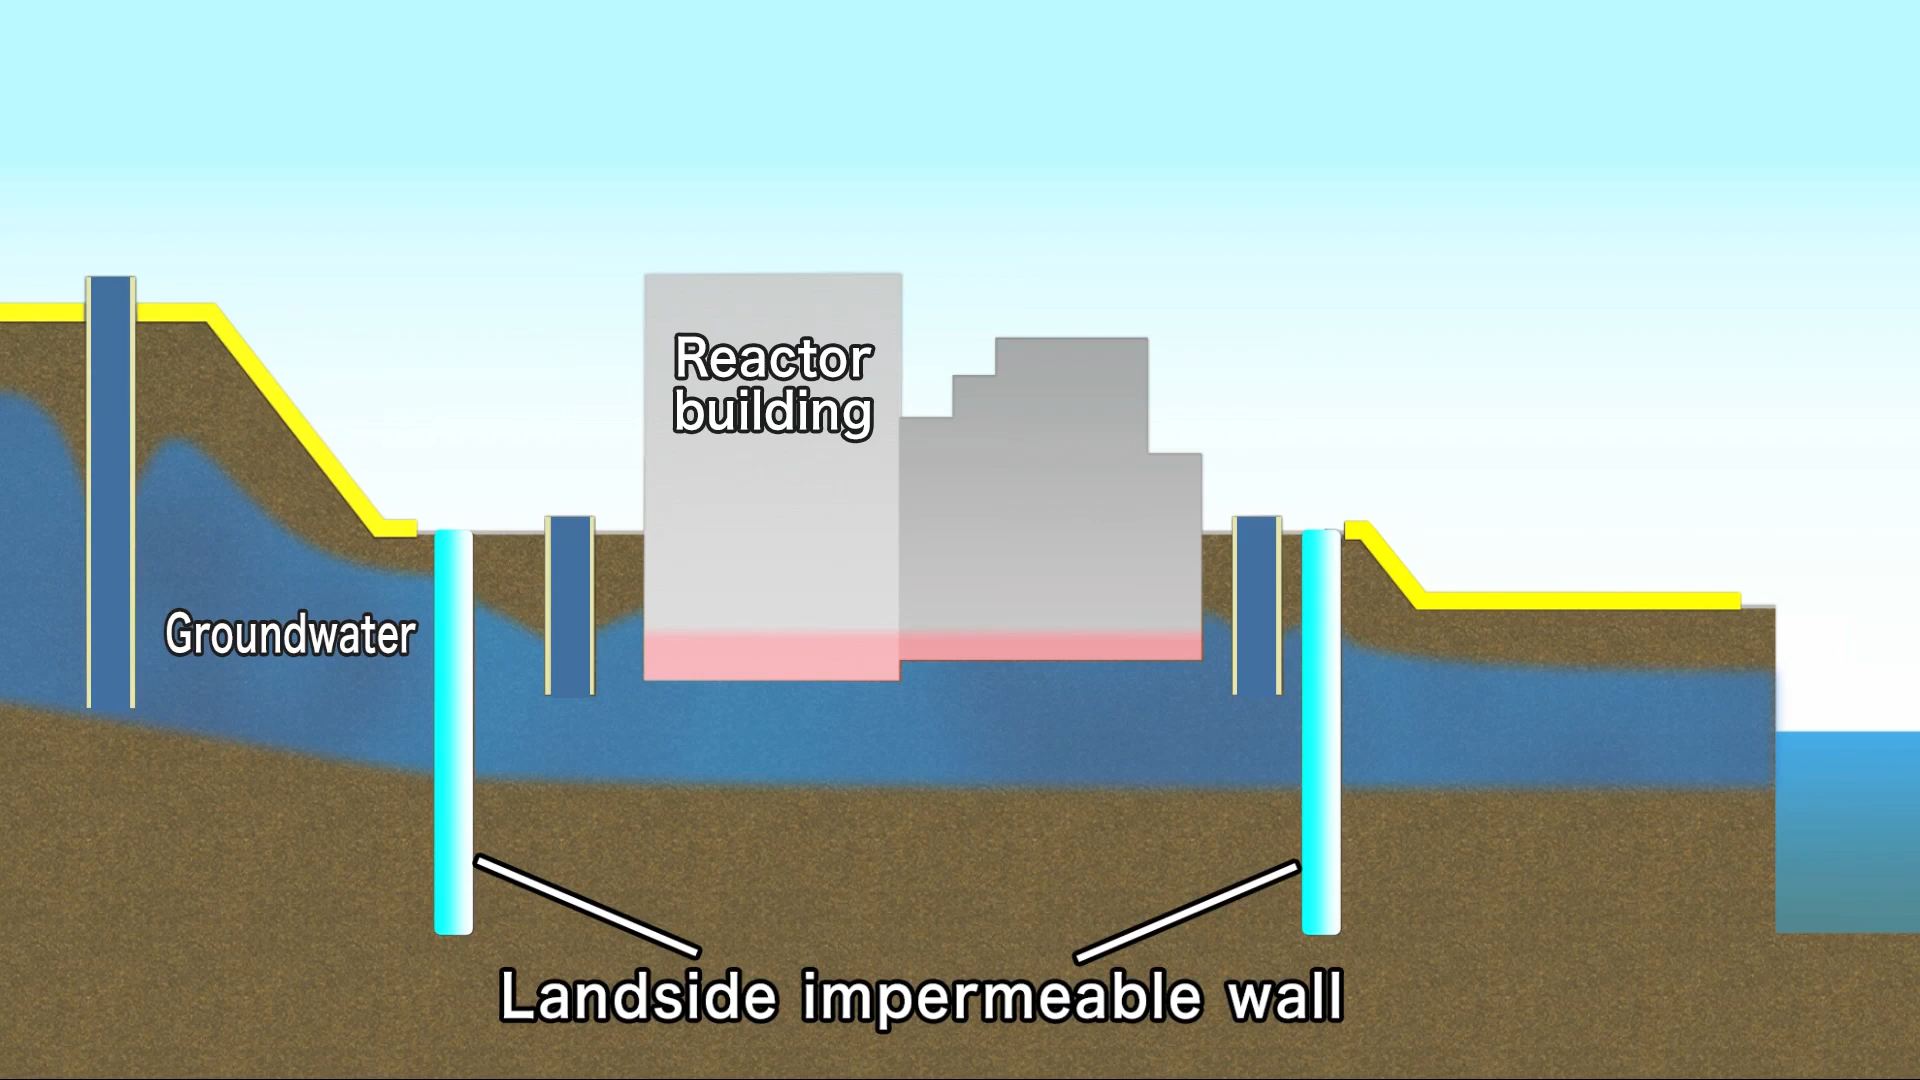 Reactor
building
Groundwater
Landside impermeable wall